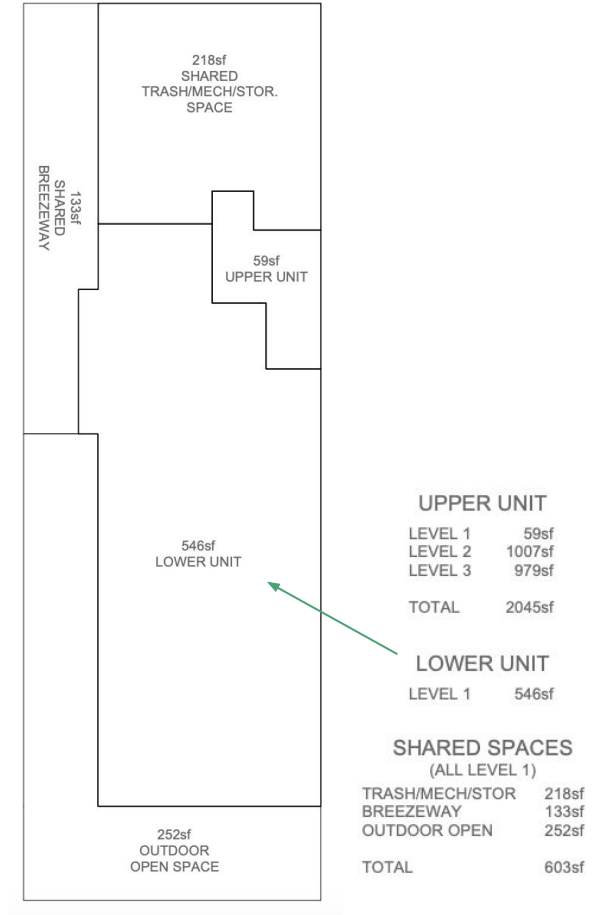 218sf
SHARED
TRASH/MECH/STOR.
SPACE
133sf
SHARED
BREEZEWAY
59sf
UPPER UNIT
546sf
LOWER UNIT
252sf
OUTDOOR
OPEN SPACE
UPPER UNIT
LEVEL 1 59sf
LEVEL 2 1007sf
LEVEL 3 979sf
TOTAL 2045sf
LOWER UNIT
LEVEL 1 546sf
SHARED SPACES
(ALL LEVEL 1)
TRASH/MECH/STOR 218sf
BREEZEWAY 133sf
OUTDOOR OPEN 252sf
TOTAL 603sf